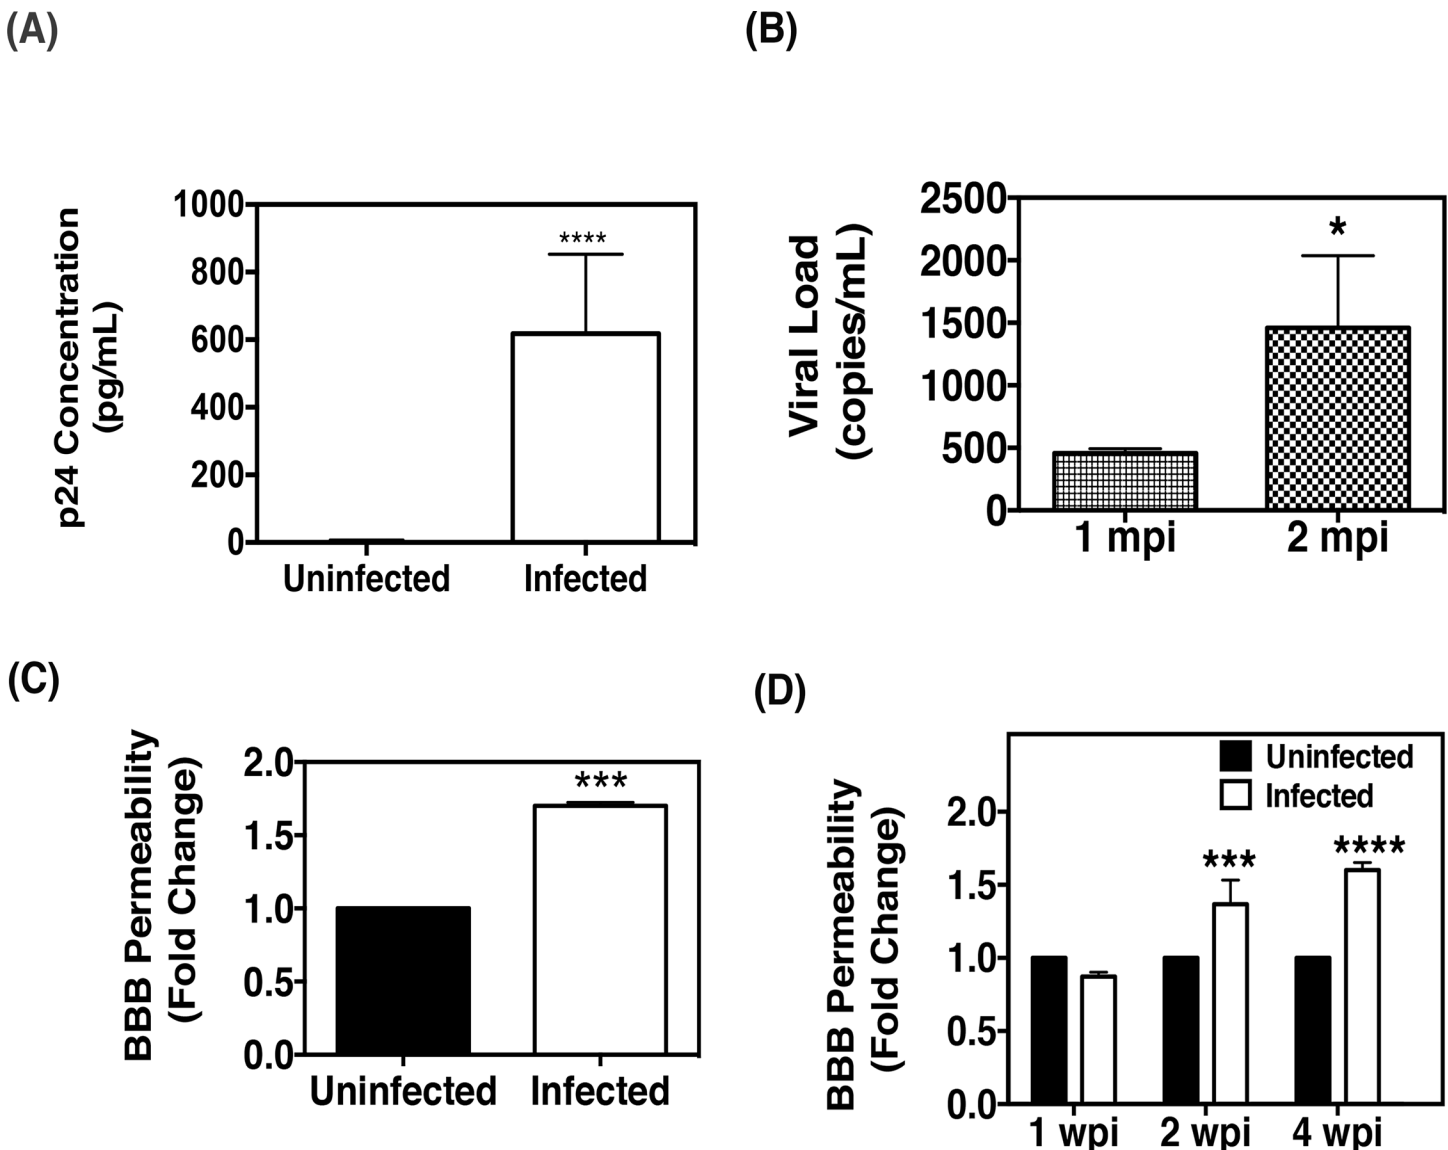 (A)
p24 Concentration
(pg/mL)
1000
800
600
400
200
0
****
Uninfected
Infected
(B)
Viral Load
(copies/mL)
2500
2000
1500
1000
500
0
*
1 mpi
2 mpi
(C)
BBB Permeability
(Fold Change)
2.0
1.5
1.0
0.5
0.0
***
Uninfected
Infected
(D)
BBB Permeability
(Fold Change)
2.0
1.5
1.0
0.5
0.0
Uninfected
Infected
***
****
1 wpi
2 wpi
4 wpi